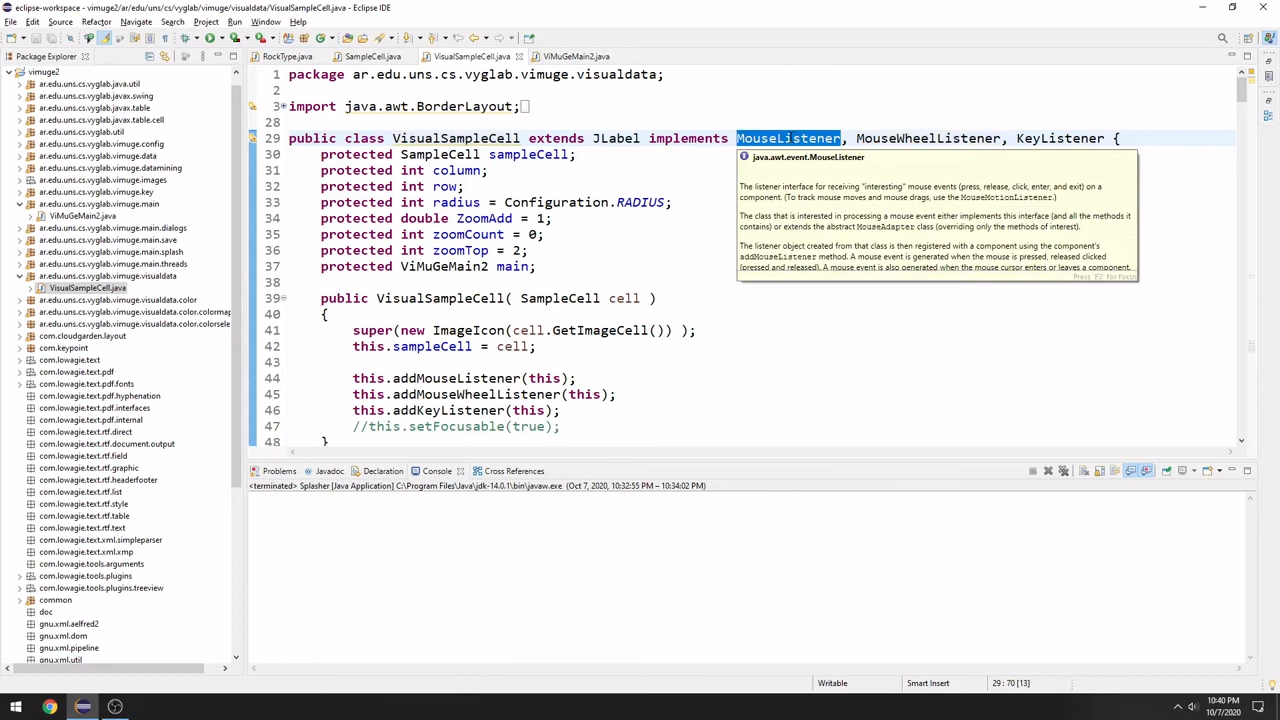 eclipse-workspace - vimuge2/ar/edu/uns/cs/vyglab/vimuge/visualdata/VisualSampleCell.java - Eclipse IDE
File Edit Source Refactor Navigate Search Project Run Window Help
Package Explorer
RockType.java SampleCell.java VisualSampleCell.java ViMuGeMain2.java
vimuge2
ar.edu.uns.cs.vyglab.java.util
ar.edu.uns.cs.vyglab.javax.swing
ar.edu.uns.cs.vyglab.javax.table
ar.edu.uns.cs.vyglab.javax.table.cell
ar.edu.uns.cs.vyglab.util
ar.edu.uns.cs.vyglab.vimuge.config
ar.edu.uns.cs.vyglab.vimuge.data
ar.edu.uns.cs.vyglab.vimuge.datamining
ar.edu.uns.cs.vyglab.vimuge.images
ar.edu.uns.cs.vyglab.vimuge.key
ar.edu.uns.cs.vyglab.vimuge.main
ViMuGeMain2.java
ar.edu.uns.cs.vyglab.vimuge.main.dialogs
ar.edu.uns.cs.vyglab.vimuge.main.save
ar.edu.uns.cs.vyglab.vimuge.main.splash
ar.edu.uns.cs.vyglab.vimuge.main.threads
ar.edu.uns.cs.vyglab.vimuge.visualdata
VisualSampleCell.java
ar.edu.uns.cs.vyglab.vimuge.visualdata.color
ar.edu.uns.cs.vyglab.vimuge.visualdata.color.colormap
ar.edu.uns.cs.vyglab.vimuge.visualdata.color.colorsele
com.cloudgarden.layout
com.keypoint
com.lowagie.text
com.lowagie.text.pdf
com.lowagie.text.pdf.fonts
com.lowagie.text.pdf.hyphenation
com.lowagie.text.pdf.interfaces
com.lowagie.text.pdf.internal
com.lowagie.text.rtf.direct
com.lowagie.text.rtf.document.output
com.lowagie.text.rtf.field
com.lowagie.text.rtf.graphic
com.lowagie.text.rtf.headerfooter
com.lowagie.text.rtf.list
com.lowagie.text.rtf.style
com.lowagie.text.rtf.table
com.lowagie.text.rtf.text
com.lowagie.text.xml.simpleparser
com.lowagie.text.xml.xmp
com.lowagie.tools.arguments
com.lowagie.tools.plugins
com.lowagie.tools.plugins.treeview
common
doc
gnu.xml.aelfred2
gnu.xml.dom
gnu.xml.pipeline
gnu.xml.util
1 package ar.edu.uns.cs.vyglab.vimuge.visualdata;
2
3 import java.awt.BorderLayout;
28
29 public class VisualSampleCell extends JLabel implements MouseListener, MouseWheelListener, KeyListener {
30 protected SampleCell sampleCell;
31 protected int column;
32 protected int row;
33 protected int radius = Configuration.RADIUS;
34 protected double ZoomAdd = 1;
35 protected int zoomCount = 0;
36 protected int zoomTop = 2;
37 protected ViMuGeMain2 main;
38
39 public VisualSampleCell( SampleCell cell )
40 {
41 super(new ImageIcon(cell.GetImageCell()) );
42 this.sampleCell = cell;
43
44 this.addMouseListener(this);
45 this.addMouseWheelListener(this);
46 this.addKeyListener(this);
47 //this.setFocusable(true);
48 }
java.awt.event.MouseListener
The listener interface for receiving "interesting" mouse events (press, release, click, enter, and exit) on a
component. (To track mouse moves and mouse drags, use the MouseMotionListener.)
The class that is interested in processing a mouse event either implements this interface (and all the methods it
contains) or extends the abstract MouseAdapter class (overriding only the methods of interest).
The listener object created from that class is then registered with a component using the component's
addMouseListener method. A mouse event is generated when the mouse is pressed, released clicked
(pressed and released). A mouse event is also generated when the mouse cursor enters or leaves a component.
Press 'F2' for focus
Problems Javadoc Declaration Console Cross References
<terminated> Splasher [Java Application] C:\Program Files\Java\jdk-14.0.1\bin\javaw.exe (Oct 7, 2020, 10:32:55 PM – 10:34:02 PM)
Writable Smart Insert 29 : 70 [13]
10:40 PM
10/7/2020